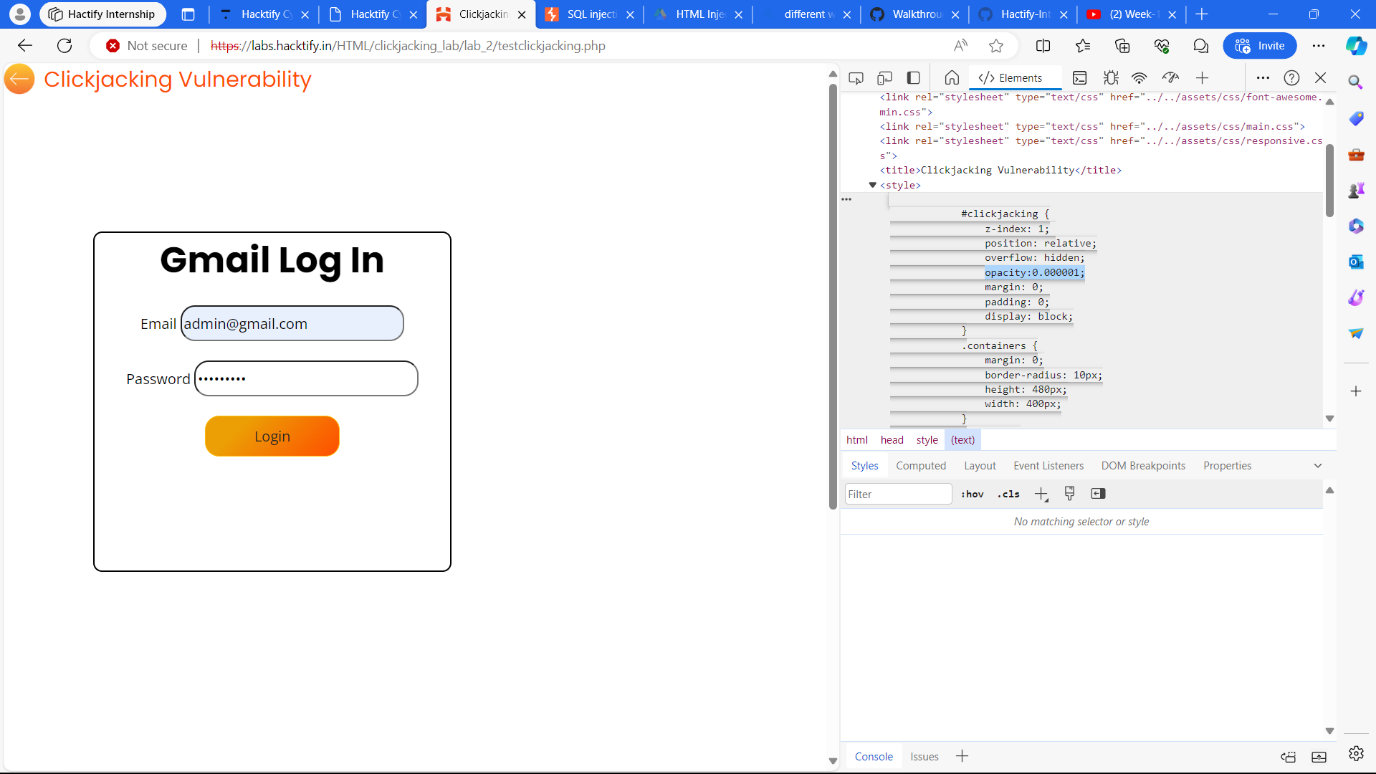 Hactify Internship
Hacktify Cy
Hacktify Cy
Clickjackin
SQL injecti
HTML Injec
different w
Walkthrou
Hactify-Int
(2) Week-1
Not secure
https://labs.hacktify.in/HTML/clickjacking_lab/lab_2/testclickjacking.php
Invite
Clickjacking Vulnerability
Gmail Log In
Email admin@gmail.com
Password •••••••••
Login
Elements
<link rel="stylesheet" type="text/css" href="../../assets/css/font-awesome.
min.css">
<link rel="stylesheet" type="text/css" href="../../assets/css/main.css">
<link rel="stylesheet" type="text/css" href="../../assets/css/responsive.cs
s">
<title>Clickjacking Vulnerability</title>
<style>
#clickjacking {
z-index: 1;
position: relative;
overflow: hidden;
opacity:0.000001;
margin: 0;
padding: 0;
display: block;
}
.containers {
margin: 0;
border-radius: 10px;
height: 480px;
width: 400px;
}
html head style (text)
Styles Computed Layout Event Listeners DOM Breakpoints Properties
Filter :hov .cls
No matching selector or style
Console Issues